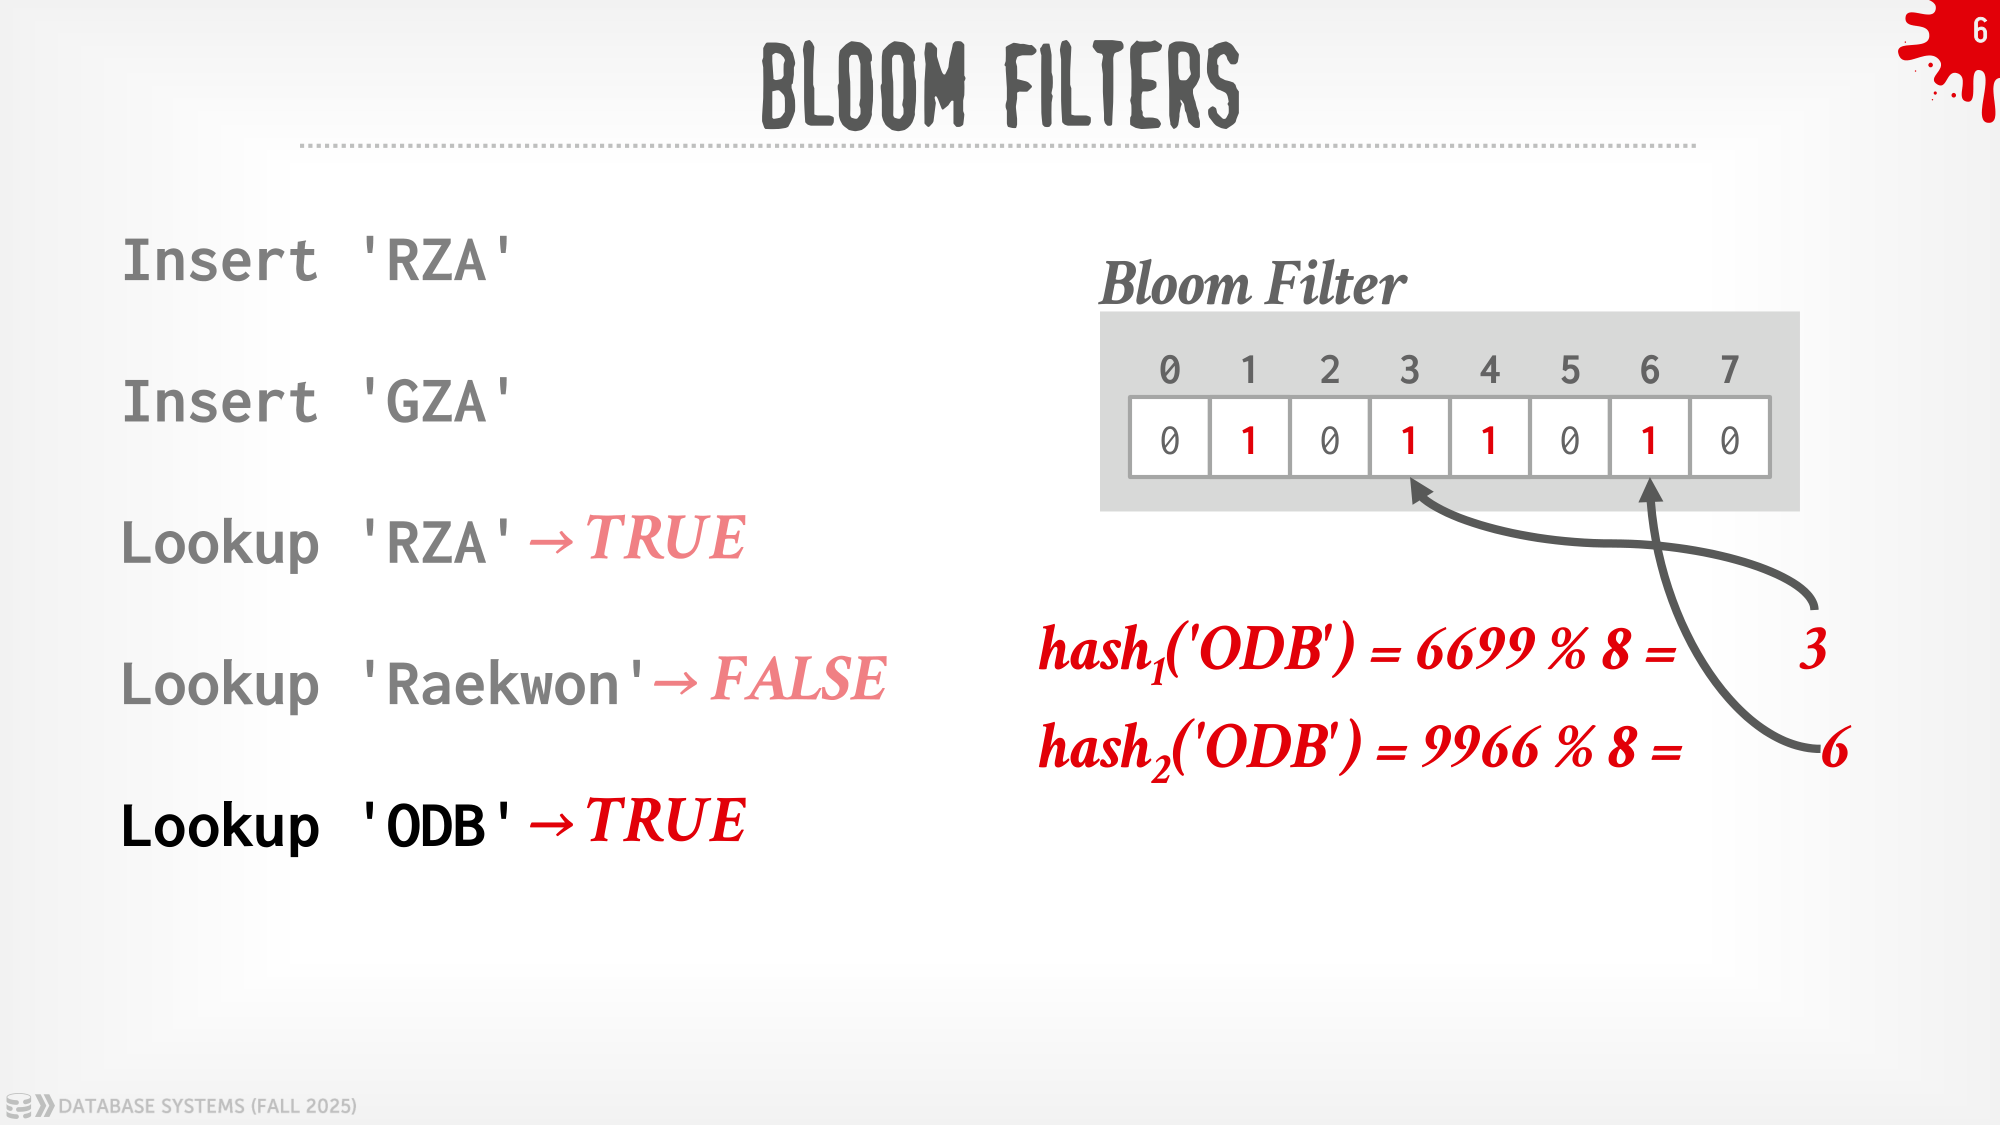 6
BLOOM FILTERS
Insert 'RZA'
Insert 'GZA'
Lookup 'RZA' → TRUE
Lookup 'Raekwon' → FALSE
Lookup 'ODB' → TRUE
Bloom Filter
0 1 2 3 4 5 6 7
0 1 0 1 1 0 1 0
hash₁('ODB') = 6699 % 8 = 3
hash₂('ODB') = 9966 % 8 = 6
DATABASE SYSTEMS (FALL 2025)